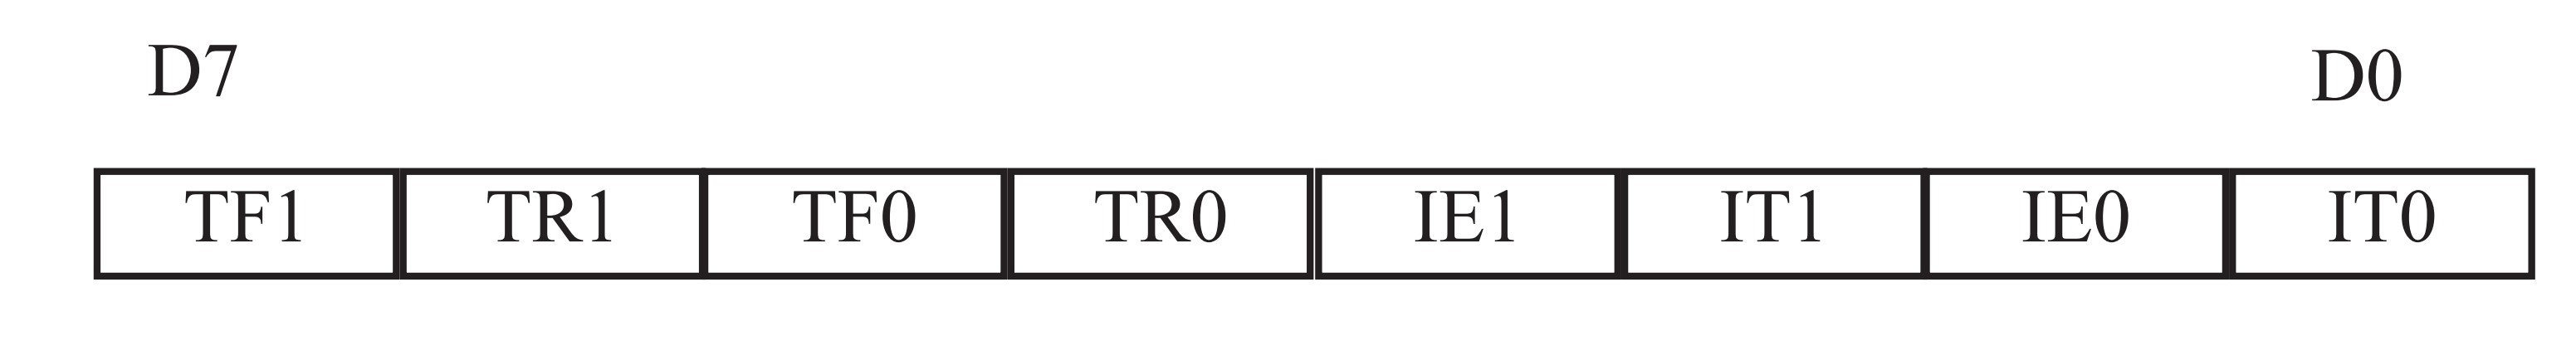 D7 D0
TF1 TR1 TF0 TR0 IE1 IT1 IE0 IT0